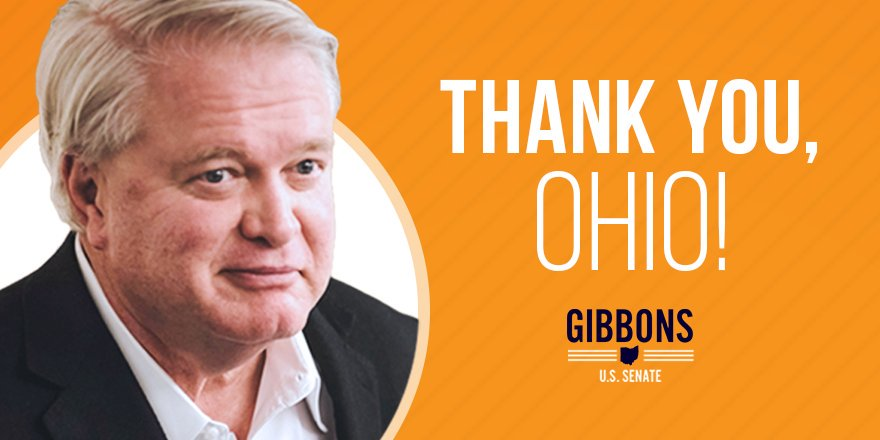 THANK YOU,
OHIO!
GIBBONS
U.S. SENATE